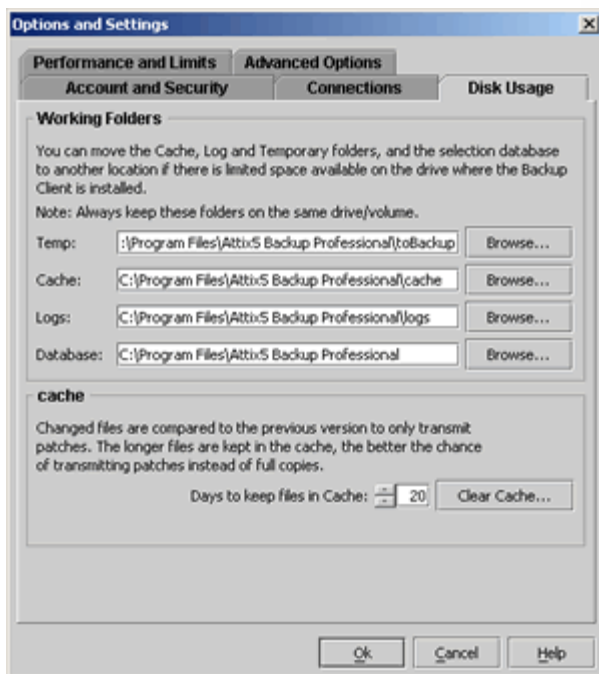 Options and Settings
Performance and Limits Advanced Options
Account and Security Connections Disk Usage
Working Folders
You can move the Cache, Log and Temporary folders, and the selection database
to another location if there is limited space available on the drive where the Backup
Client is installed.
Note: Always keep these folders on the same drive/volume.
Temp: :\Program Files\Attix5 Backup Professional\toBackup Browse...
Cache: C:\Program Files\Attix5 Backup Professional\cache Browse...
Logs: C:\Program Files\Attix5 Backup Professional\logs Browse...
Database: C:\Program Files\Attix5 Backup Professional Browse...
cache
Changed files are compared to the previous version to only transmit
patches. The longer files are kept in the cache, the better the chance
of transmitting patches instead of full copies.
Days to keep files in Cache: 20 Clear Cache...
Ok Cancel Help